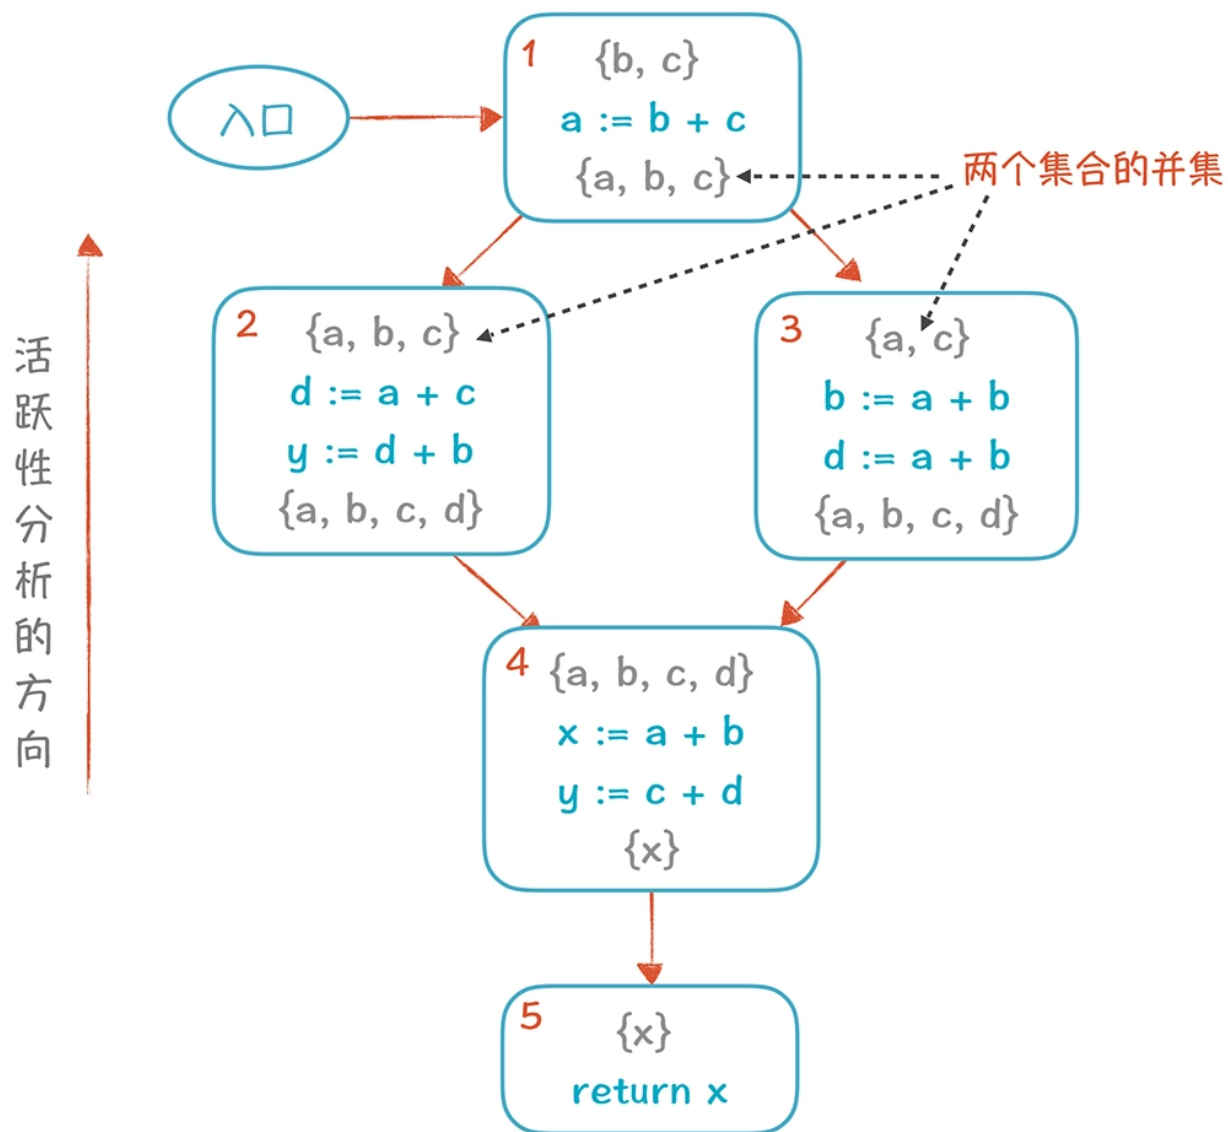 入口
1
{b, c}
a := b + c
{a, b, c}
两个集合的并集
活跃性分析的方向
2
{a, b, c}
d := a + c
y := d + b
{a, b, c, d}
3
{a, c}
b := a + b
d := a + b
{a, b, c, d}
4
{a, b, c, d}
x := a + b
y := c + d
{x}
5
{x}
return x